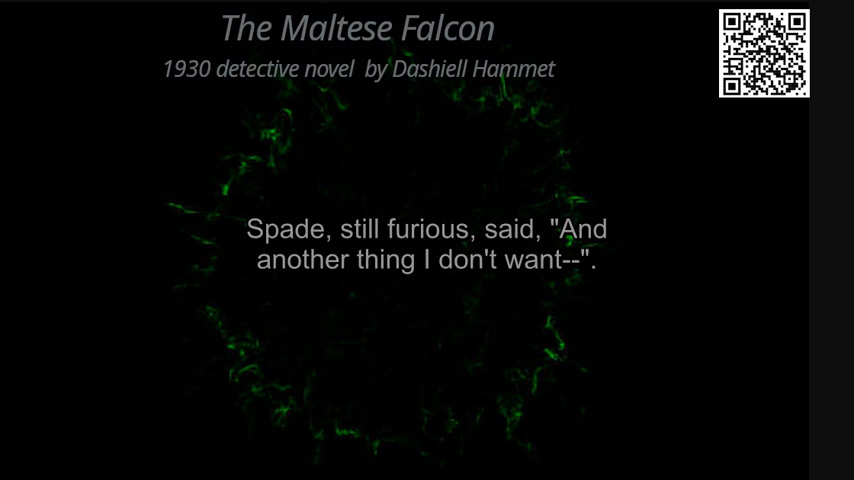 The Maltese Falcon
1930 detective novel  by Dashiell Hammet
Spade, still furious, said, "And
another thing I don't want--".